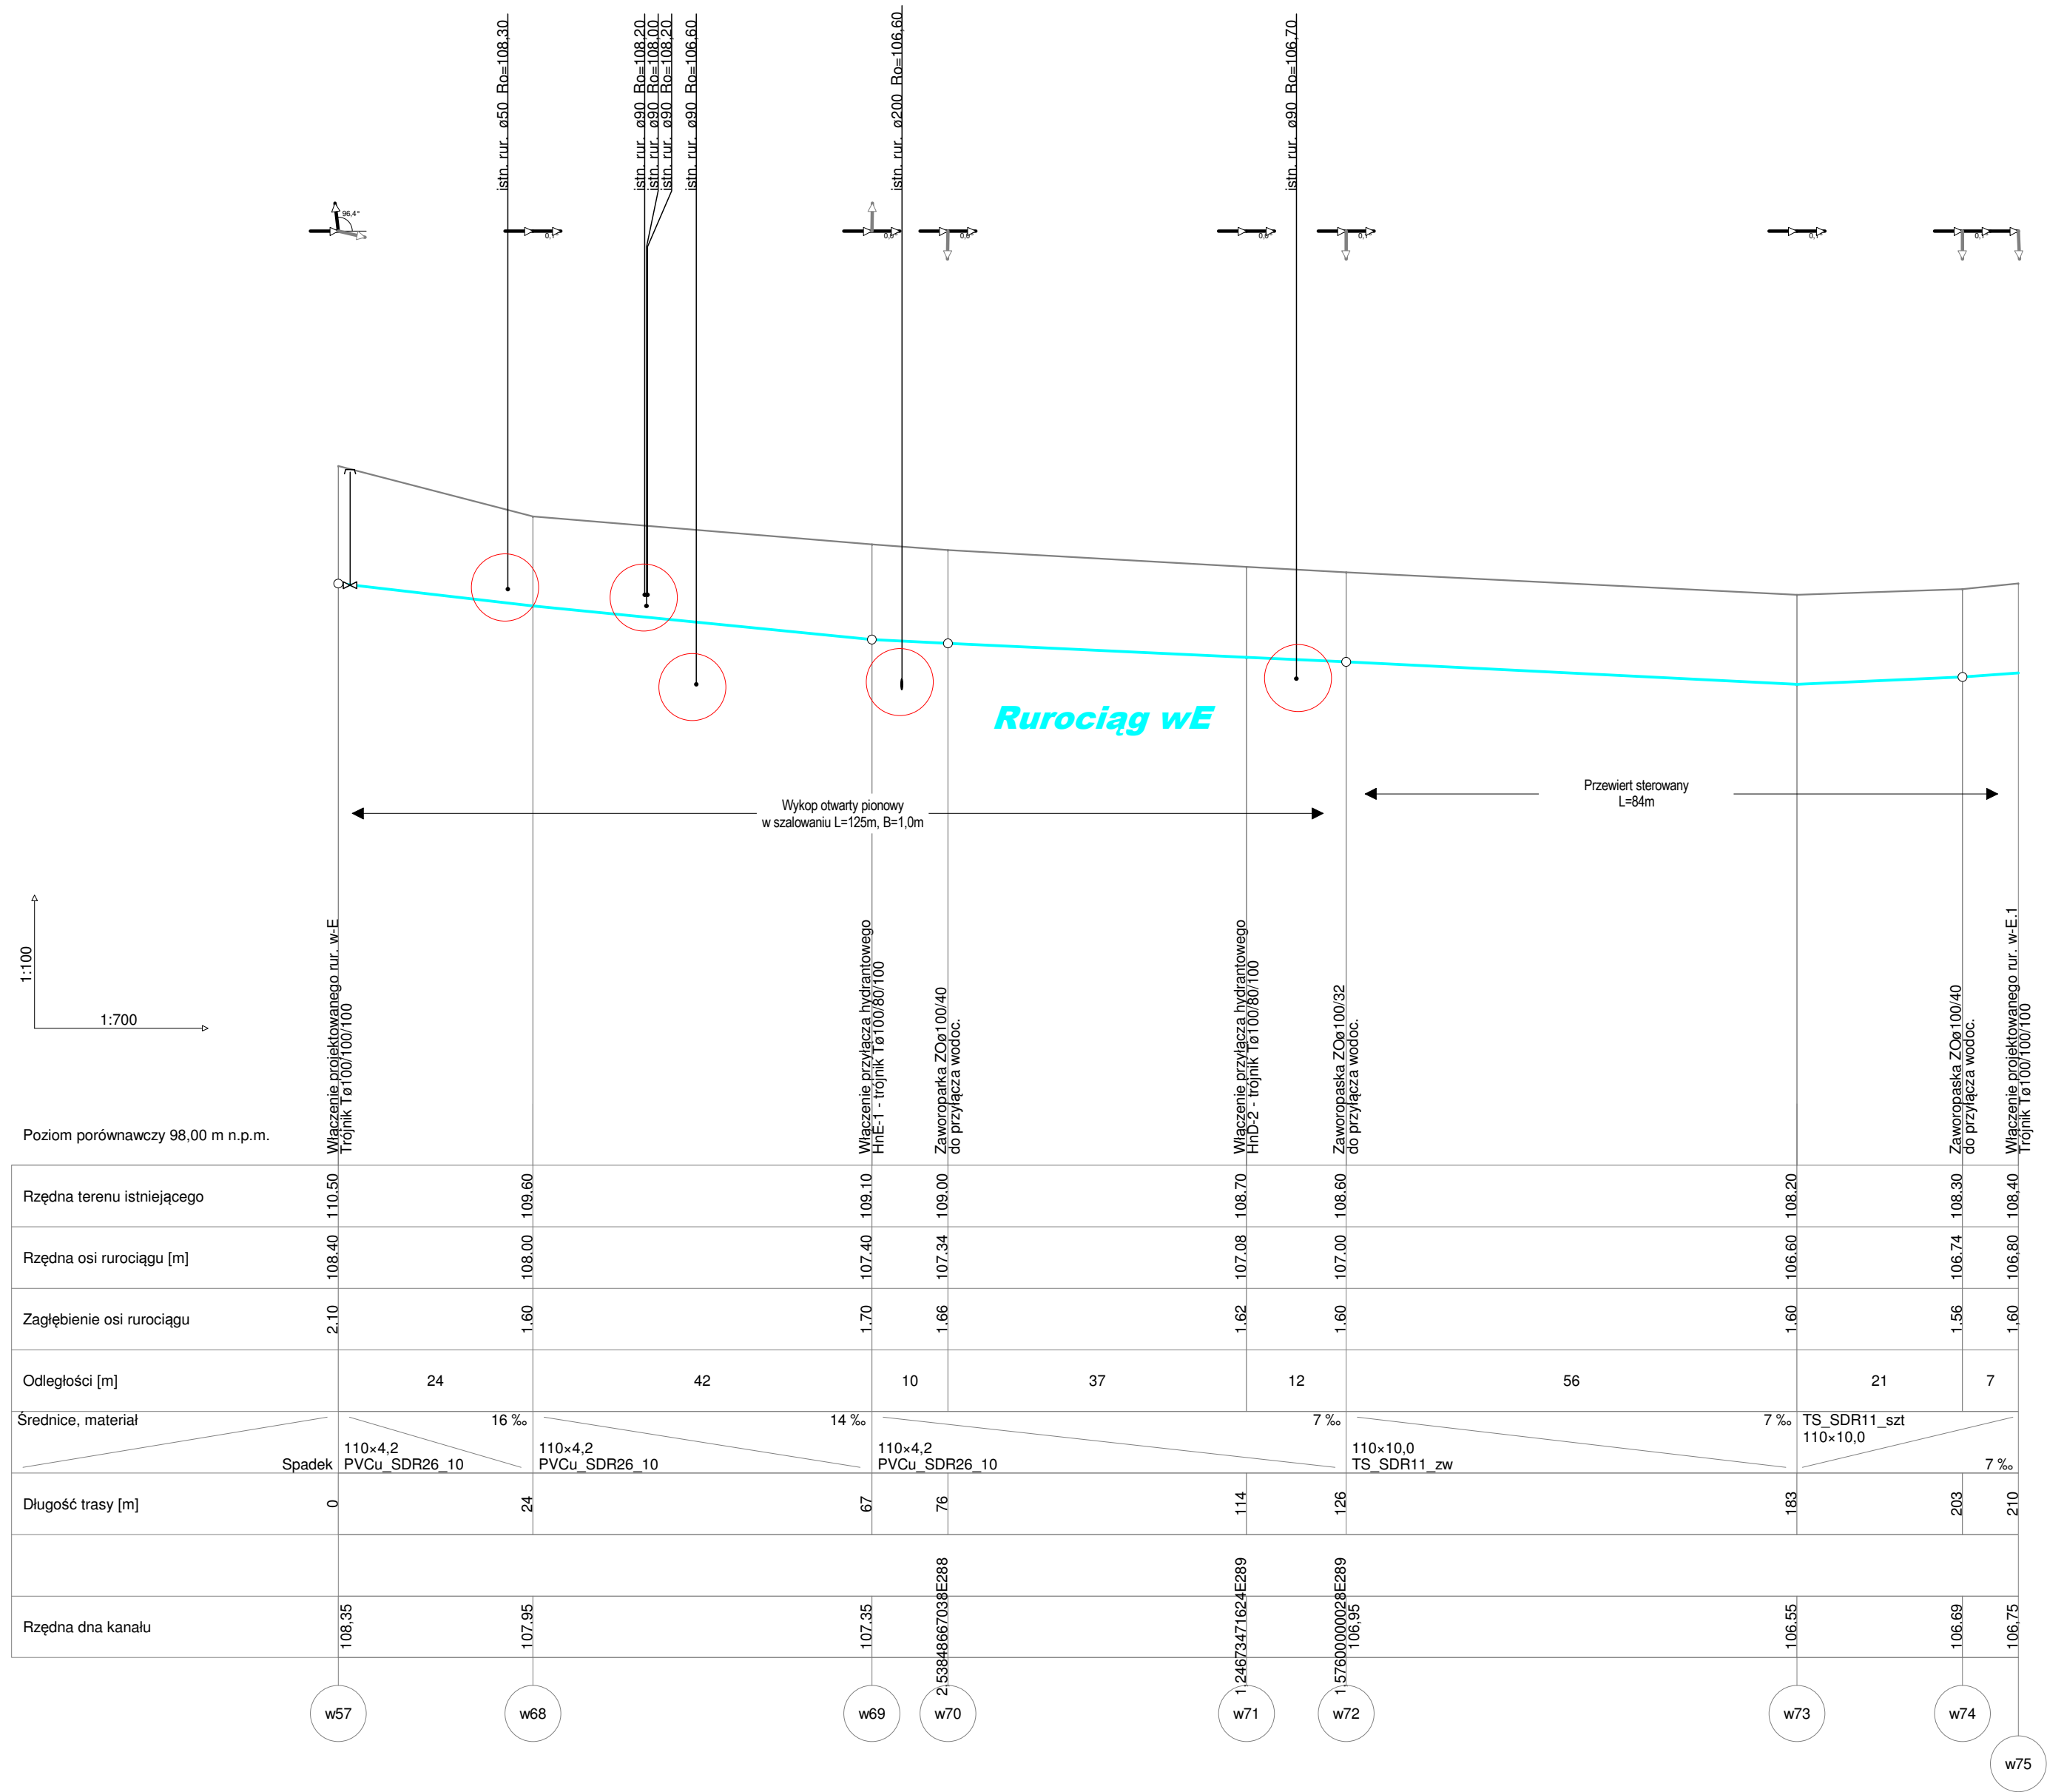 istn. rur. ø50 Ro=108,30
istn. rur. ø90 Ro=108,20
istn. rur. ø90 Ro=108,00
istn. rur. ø90 Ro=108,20
istn. rur. ø90 Ro=106,60
istn. rur. ø200 Ro=106,60
istn. rur. ø90 Ro=106,70
96,4°
Rurociąg wE
Wykop otwarty pionowy
w szalowaniu L=125m, B=1,0m
Przewiert sterowany
L=84m
1:100
1:700
Włączenie projektowanego rur. w-E
Trójnik Tø100/100/100
Włączenie przyłącza hydrantowego
HnE-1 - trójnik Tø100/80/100
Zaworoparka ZOø100/40
do przyłącza wodoc.
Włączenie przyłącza hydrantowego
HnD-2 - trójnik Tø100/80/100
Zaworopaska ZOø100/32
do przyłącza wodoc.
Zaworopaska ZOø100/40
do przyłącza wodoc.
Włączenie projektowanego rur. w-E.1
Trójnik Tø100/100/100
Poziom porównawczy 98,00 m n.p.m.
Rzędna terenu istniejącego 110.50 109.60 109.10 109.00 108.70 108.60 108.20 108.30 108,40
Rzędna osi rurociągu [m] 108.40 108.00 107.40 107.34 107.08 107.00 106.60 106.74 106,80
Zagłębienie osi rurociągu 2.10 1.60 1.70 1.66 1.62 1.60 1.60 1.56 1,60
Odległości [m] 24 42 10 37 12 56 21 7
Średnice, materiał 16 ‰ 14 ‰ 7 ‰ 7 ‰ TS_SDR11_szt
110×10,0
110×4,2 110×4,2 110×4,2 110×10,0
Spadek PVCu_SDR26_10 PVCu_SDR26_10 PVCu_SDR26_10 TS_SDR11_zw 7 ‰
Długość trasy [m] 0 24 67 76 114 126 183 203 210
Rzędna dna kanału 108,35 107.95 107.35 2,53848667038E288 1,24673471624E289 1,57600000028E289 106,95 106.55 106.69 106,75
w57 w68 w69 w70 w71 w72 w73 w74
w75